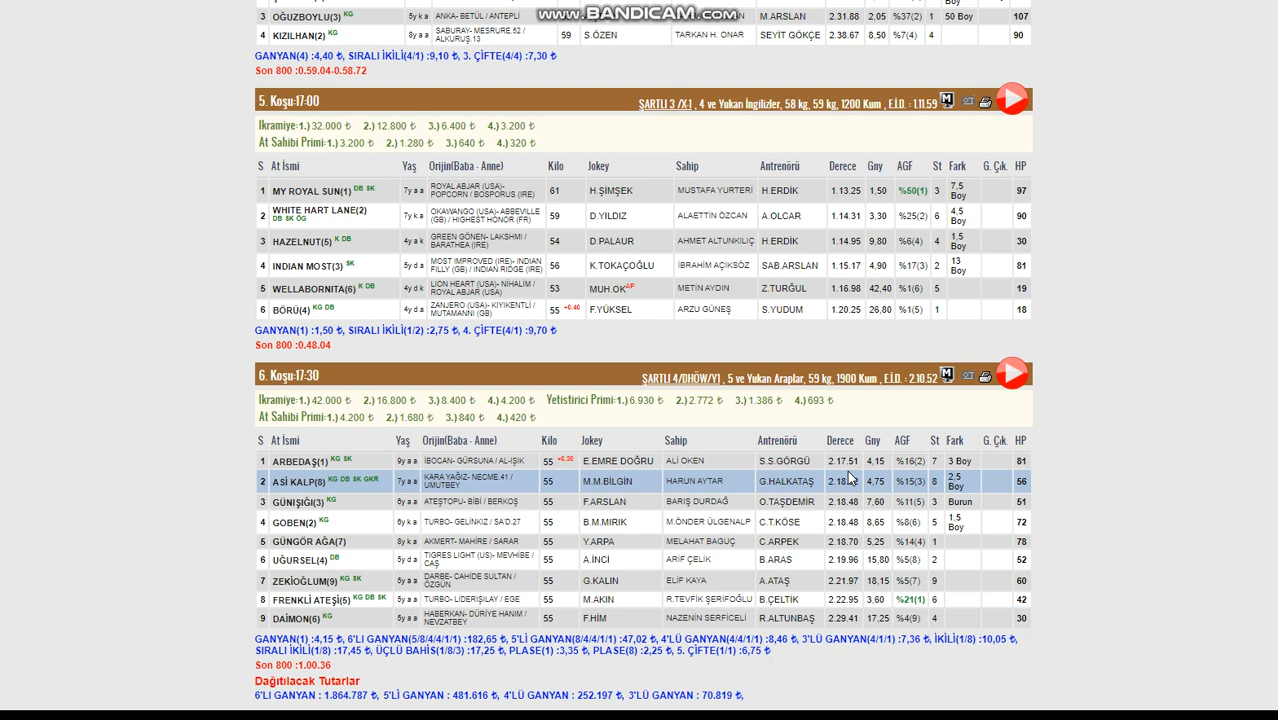 www.BANDICAM.com
3 OĞUZBOYLU(3) KG 5y k a ANKA- BETÜL / ANTEPLİ M.ARSLAN 2.31.88 2,05 %37(2) 1 50 Boy 107
4 KIZILHAN(2) KG 8y a a SABURAY- MESRURE.52 / ALKURUŞ.13 59 S.ÖZEN TARKAN H. ONAR SEYİT GÖKÇE 2.38.67 8,50 %7(4) 4 90
GANYAN(4) :4,40 ₺, SIRALI İKİLİ(4/1) :9,10 ₺, 3. ÇİFTE(4/4) :7,30 ₺
Son 800 :0.59.04-0.58.72
5. Koşu:17:00 ŞARTLI 3 /X-1 , 4 ve Yukarı İngilizler, 58 kg, 59 kg, 1200 Kum , E.İ.D. : 1.11.59
İkramiye:1.) 32.000 ₺ 2.) 12.800 ₺ 3.) 6.400 ₺ 4.) 3.200 ₺
At Sahibi Primi:1.) 3.200 ₺ 2.) 1.280 ₺ 3.) 640 ₺ 4.) 320 ₺
S At İsmi Yaş Orijin(Baba - Anne) Kilo Jokey Sahip Antrenörü Derece Gny AGF St Fark G. Çık. HP
1 MY ROYAL SUN(1) DB SK 7y a a ROYAL ABJAR (USA)- POPCORN / BOSPORUS (IRE) 61 H.ŞİMŞEK MUSTAFA YURTERİ H.ERDİK 1.13.25 1,50 %50(1) 3 7,5 Boy 97
2 WHITE HART LANE(2) DB SK ÖG 7y k a OKAWANGO (USA)- ABBEVILLE (GB) / HIGHEST HONOR (FR) 59 D.YILDIZ ALAETTİN ÖZCAN A.OLCAR 1.14.31 3,30 %25(2) 6 4,5 Boy 90
3 HAZELNUT(5) K DB 4y a k GREEN GÖNEN- LAKSHMI / BARATHEA (IRE) 54 D.PALAUR AHMET ALTUNKILIÇ H.ERDİK 1.14.95 9,80 %6(4) 4 1,5 Boy 30
4 INDIAN MOST(3) SK 5y d a MOST IMPROVED (IRE)- INDIAN FILLY (GB) / INDIAN RIDGE (IRE) 56 K.TOKAÇOĞLU İBRAHİM AÇIKSÖZ SAB.ARSLAN 1.15.17 4,90 %17(3) 2 13 Boy 81
5 WELLABORNITA(6) K DB 4y d k LION HEART (USA)- NİHALİM / ROYAL ABJAR (USA) 53 MUH.OK AP METİN AYDIN Z.TURĞUL 1.16.98 42,40 %1(6) 5 19
6 BÖRÜ(4) KG DB 4y d a ZANJERO (USA)- KIYIKENTLİ / MUTAMANNI (GB) 55 +0.40 F.YÜKSEL ARZU GÜNEŞ S.YUDUM 1.20.25 26,80 %1(5) 1 18
GANYAN(1) :1,50 ₺, SIRALI İKİLİ(1/2) :2,75 ₺, 4. ÇİFTE(4/1) :9,70 ₺
Son 800 :0.48.04
6. Koşu:17:30 ŞARTLI 4/DHÖW/Y1 , 5 ve Yukarı Araplar, 59 kg, 1900 Kum , E.İ.D. : 2.10.52
İkramiye:1.) 42.000 ₺ 2.) 16.800 ₺ 3.) 8.400 ₺ 4.) 4.200 ₺ Yetistirici Primi:1.) 6.930 ₺ 2.) 2.772 ₺ 3.) 1.386 ₺ 4.) 693 ₺
At Sahibi Primi:1.) 4.200 ₺ 2.) 1.680 ₺ 3.) 840 ₺ 4.) 420 ₺
S At İsmi Yaş Orijin(Baba - Anne) Kilo Jokey Sahip Antrenörü Derece Gny AGF St Fark G. Çık. HP
1 ARBEDAŞ(1) KG SK 9y a a İBOCAN- GÜRSUNA / AL-IŞIK 55 +0.50 E.EMRE DOĞRU ALİ OKEN S.S.GÖRGÜ 2.17.51 4,15 %16(2) 7 3 Boy 81
2 ASİ KALP(8) KG DB SK GKR 7y a a KARA YAĞIZ- NECME.41 / UMUTBEY 55 M.M.BİLGİN HARUN AYTAR G.HALKATAŞ 2.18. 4,75 %15(3) 8 2,5 Boy 56
3 GÜNIŞIĞI(3) KG 6y a a ATEŞTOPU- BİBİ / BERKOŞ 55 F.ARSLAN BARIŞ DURDAĞ O.TAŞDEMİR 2.18.48 7,60 %11(5) 3 Burun 51
4 GOBEN(2) KG 6y k a TURBO- GELİNKIZ / SA'D.27 55 B.M.MIRIK M.ÖNDER ÜLGENALP C.T.KÖSE 2.18.48 8,65 %8(6) 5 1,5 Boy 72
5 GÜNGÖR AĞA(7) 8y k a AKMERT- MAHİRE / SARAR 55 Y.ARPA MELAHAT BAGUÇ C.ARPEK 2.18.70 5,25 %14(4) 1 78
6 UĞURSEL(4) DB 5y d a TIGRES LIGHT (US)- MEVHİBE / CAŞ 55 A.İNCİ ARİF ÇELİK B.ARAS 2.19.96 15,80 %5(8) 2 52
7 ZEKİOĞLUM(9) KG SK 5y a a DARBE- CAHİDE SULTAN / ÖZGÜN 55 G.KALIN ELİF KAYA A.ATAŞ 2.21.97 18,15 %5(7) 9 60
8 FRENKLİ ATEŞİ(5) KG DB SK 5y a a TURBO- LİDERIŞILAY / EGE 55 M.AKIN R.TEVFİK ŞERİFOĞLU B.ÇELTİK 2.22.95 3,60 %21(1) 6 42
9 DAİMON(6) KG 5y a a HABERKAN- DÜRİYE HANIM / NEVZATBEY 55 F.HİM NAZENİN SERFİCELİ R.ALTUNBAŞ 2.29.41 17,25 %4(9) 4 30
GANYAN(1) :4,15 ₺, 6'LI GANYAN(5/8/4/4/1/1) :182,65 ₺, 5'Lİ GANYAN(8/4/4/1/1) :47,02 ₺, 4'LÜ GANYAN(4/4/1/1) :8,46 ₺, 3'LÜ GANYAN(4/1/1) :7,36 ₺, İKİLİ(1/8) :10,05 ₺,
SIRALI İKİLİ(1/8) :17,45 ₺, ÜÇLÜ BAHİS(1/8/3) :17,25 ₺, PLASE(1) :3,35 ₺, PLASE(8) :2,25 ₺, 5. ÇİFTE(1/1) :6,75 ₺
Son 800 :1.00.36
Dağıtılacak Tutarlar
6'LI GANYAN : 1.864.787 ₺, 5'Lİ GANYAN : 481.616 ₺, 4'LÜ GANYAN : 252.197 ₺, 3'LÜ GANYAN : 70.819 ₺,